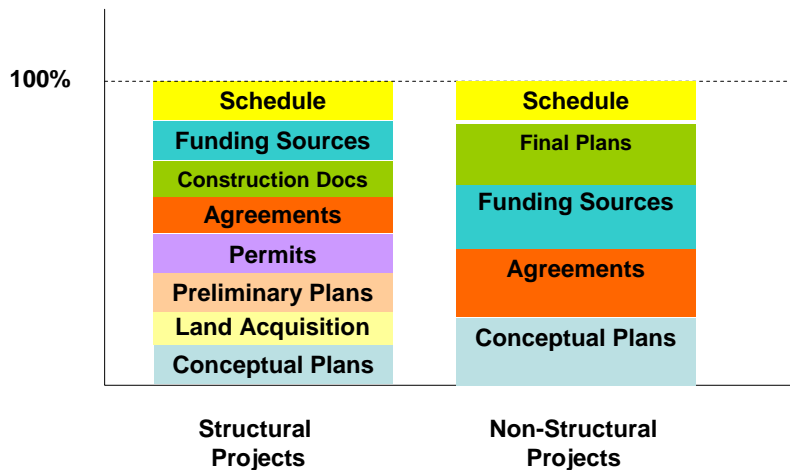 100%
Schedule
Funding Sources
Construction Docs
Agreements
Permits
Preliminary Plans
Land Acquisition
Conceptual Plans
Structural
Projects
Schedule
Final Plans
Funding Sources
Agreements
Conceptual Plans
Non-Structural
Projects